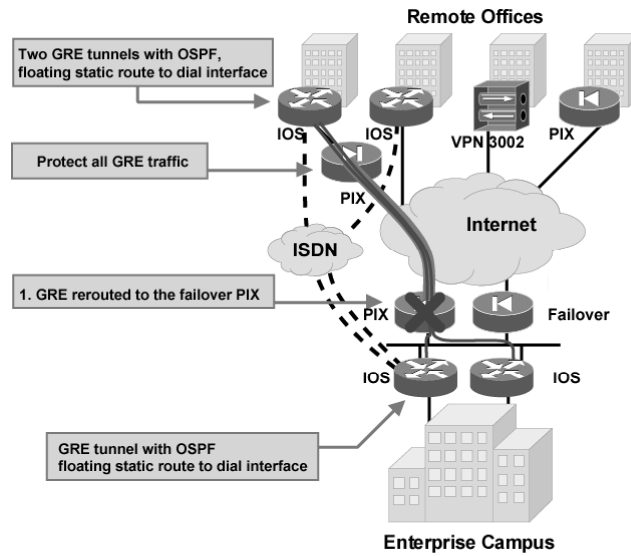 Remote Offices
Two GRE tunnels with OSPF,
floating static route to dial interface
IOS
IOS
VPN 3002
PIX
Protect all GRE traffic
PIX
Internet
ISDN
1. GRE rerouted to the failover PIX
PIX
Failover
IOS
IOS
GRE tunnel with OSPF
floating static route to dial interface
Enterprise Campus